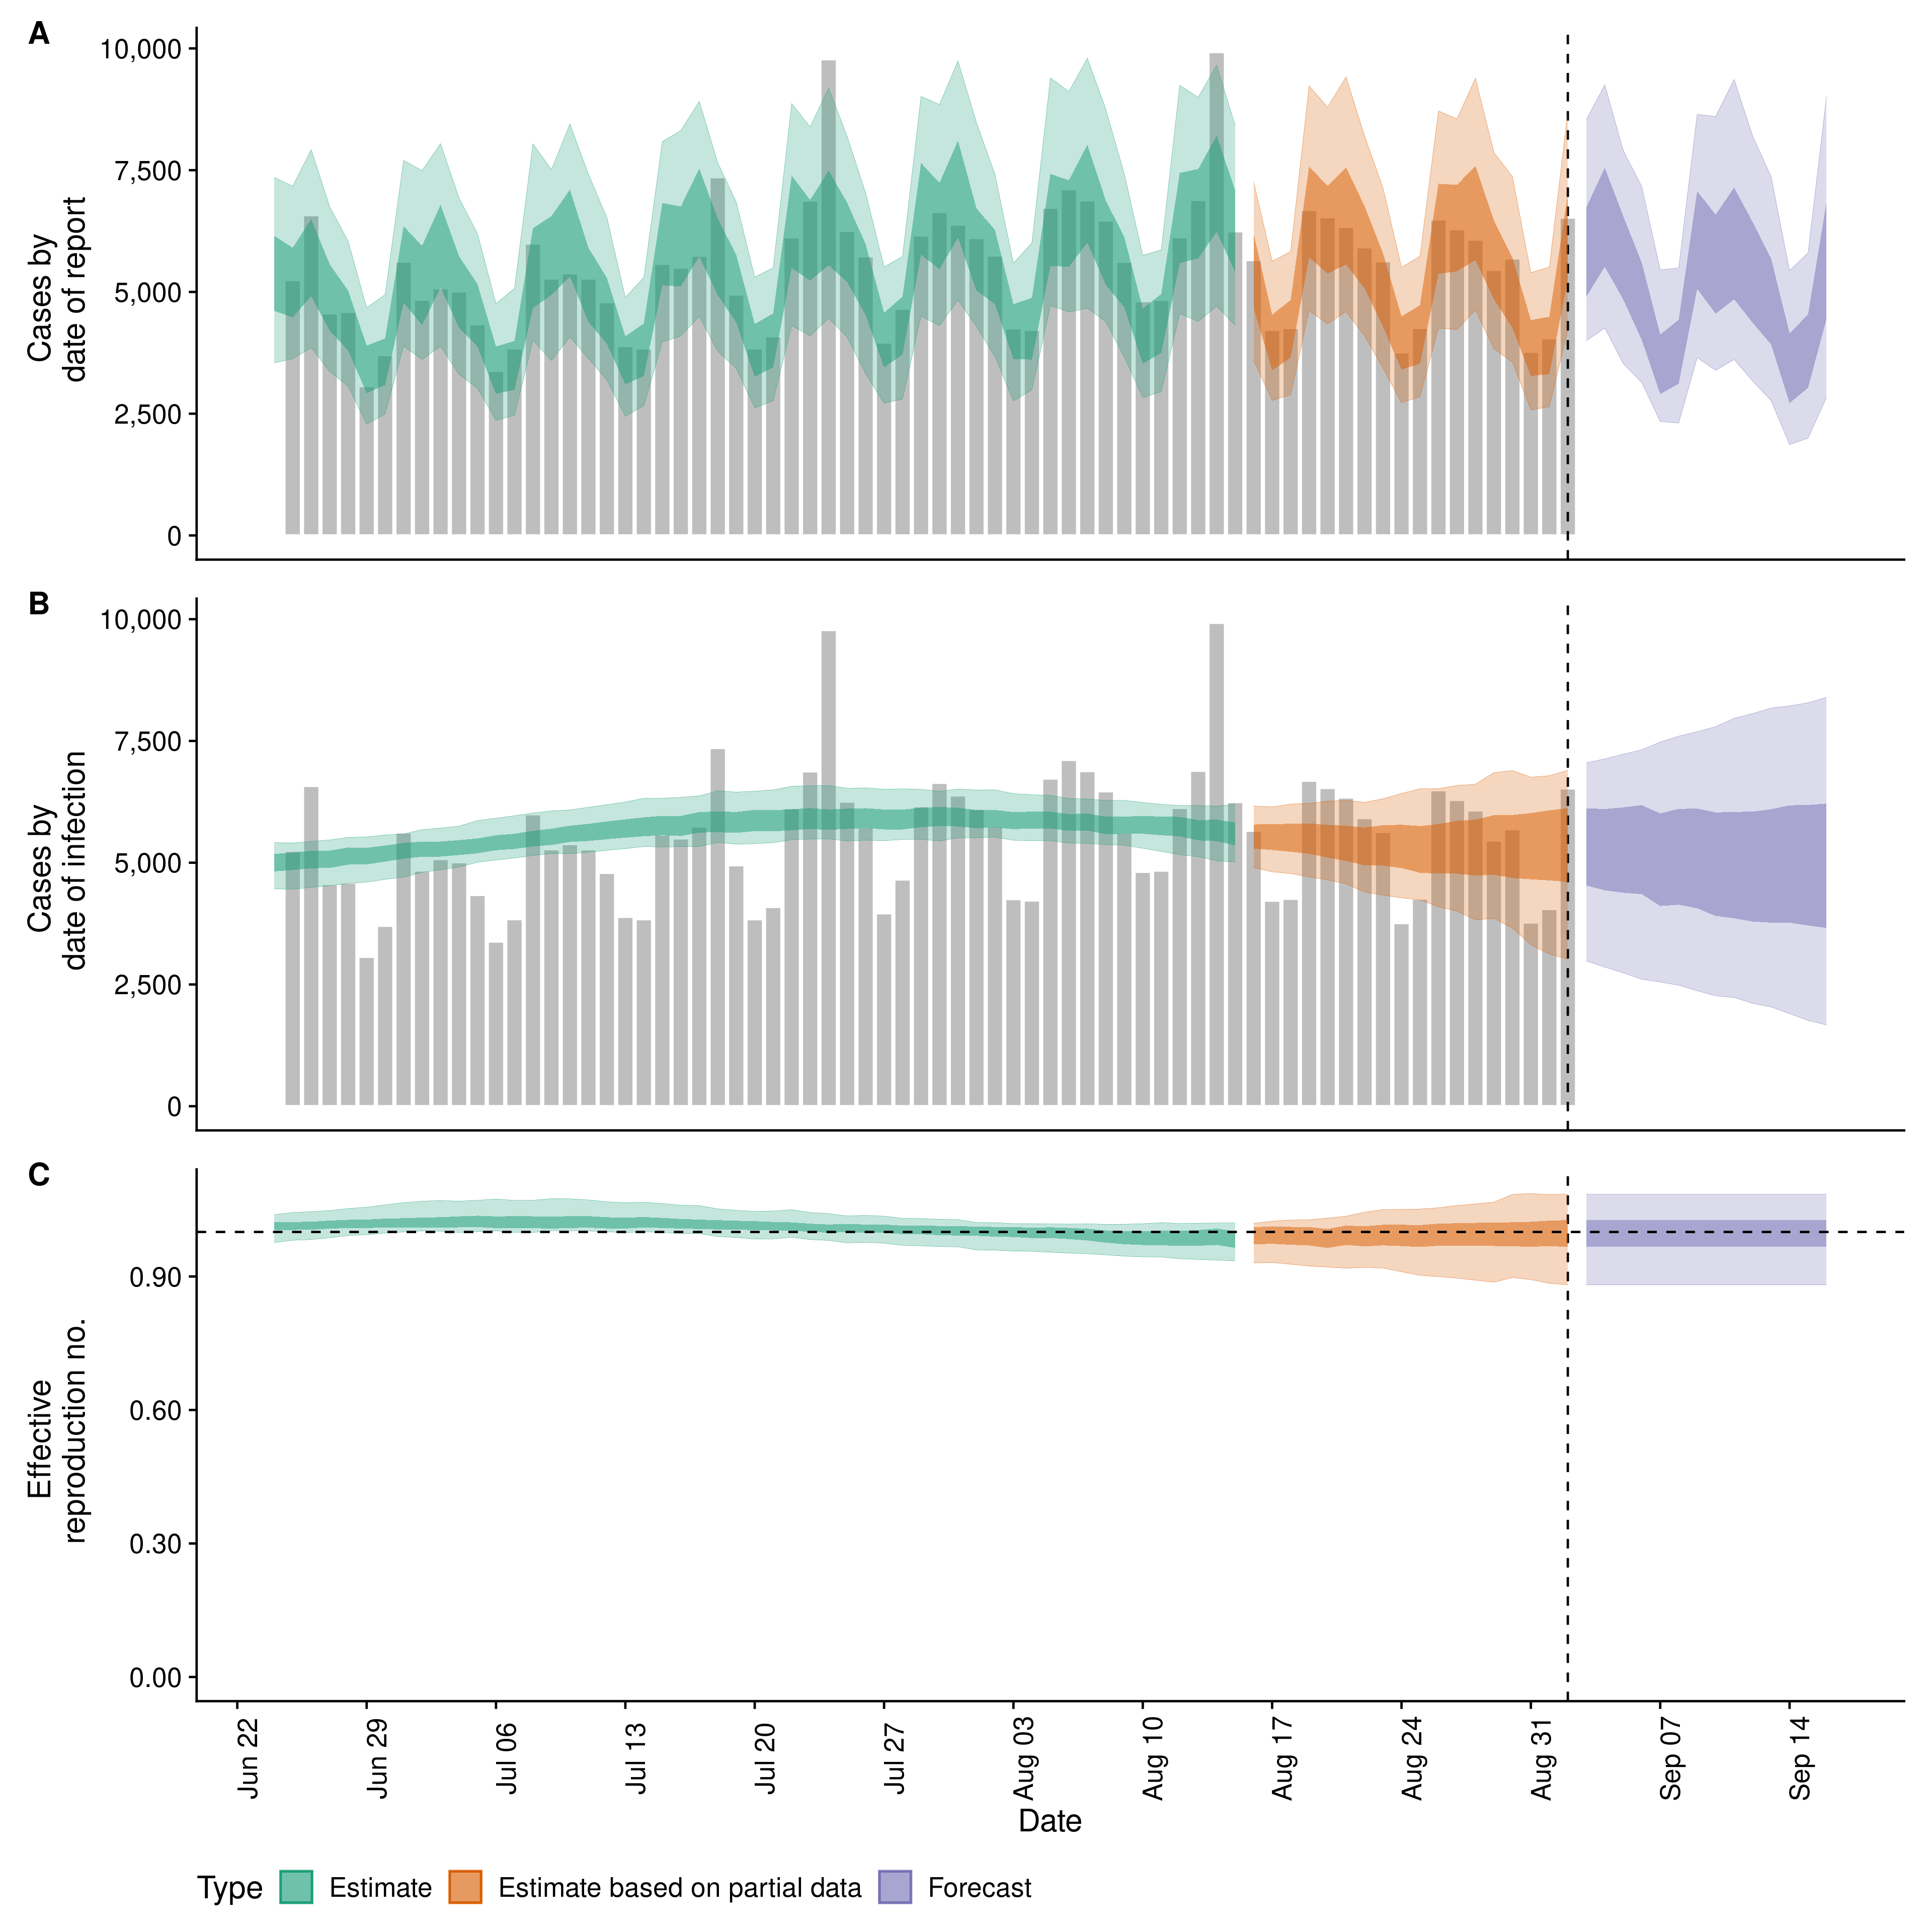 A
Cases by
date of report
10,000
7,500
5,000
2,500
0
B
Cases by
date of infection
10,000
7,500
5,000
2,500
0
C
Effective
reproduction no.
0.90
0.60
0.30
0.00
Jun 22
Jun 29
Jul 06
Jul 13
Jul 20
Jul 27
Aug 03
Aug 10
Aug 17
Aug 24
Aug 31
Sep 07
Sep 14
Date
Type Estimate Estimate based on partial data Forecast